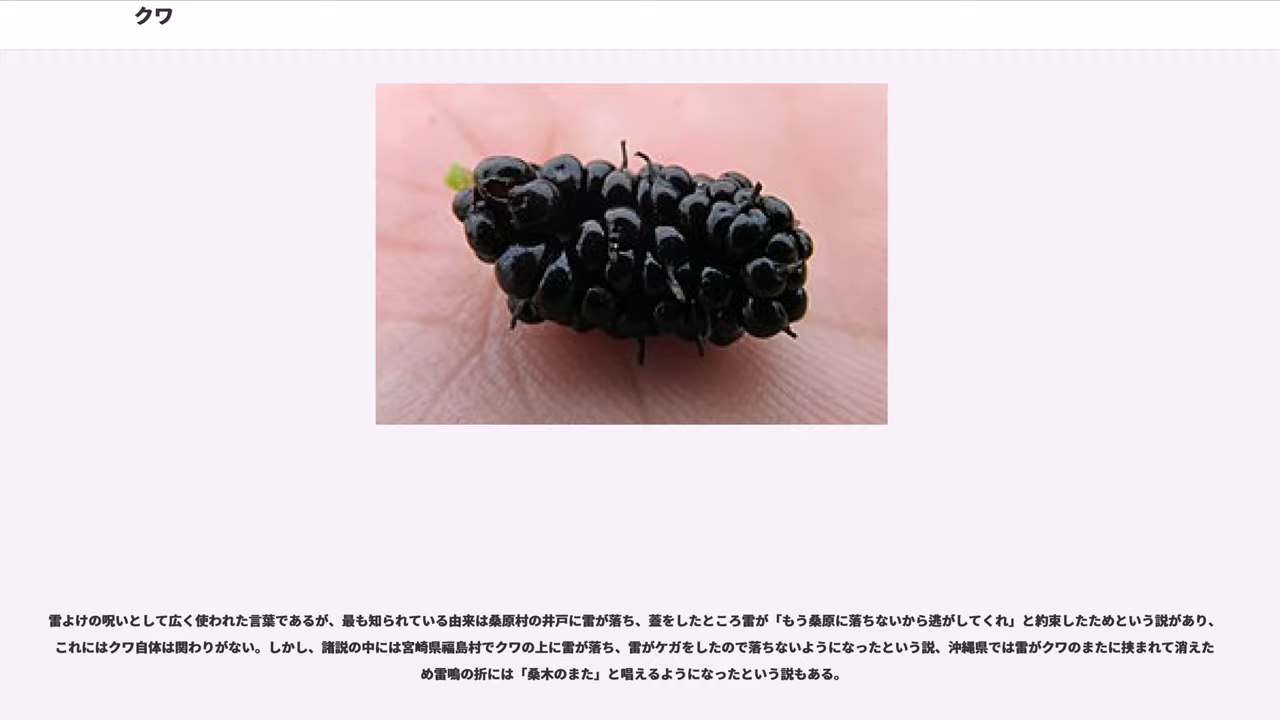 クワ
雷よけの呪いとして広く使われた言葉であるが、最も知られている由来は桑原村の井戸に雷が落ち、蓋をしたところ雷が「もう桑原に落ちないから逃がしてくれ」と約束したためという説があり、
これにはクワ自体は関わりがない。しかし、諸説の中には宮崎県福島村でクワの上に雷が落ち、雷がケガをしたので落ちないようになったという説、沖縄県では雷がクワのまたに挟まれて消えた
め雷鳴の折には「桑木のまた」と唱えるようになったという説もある。